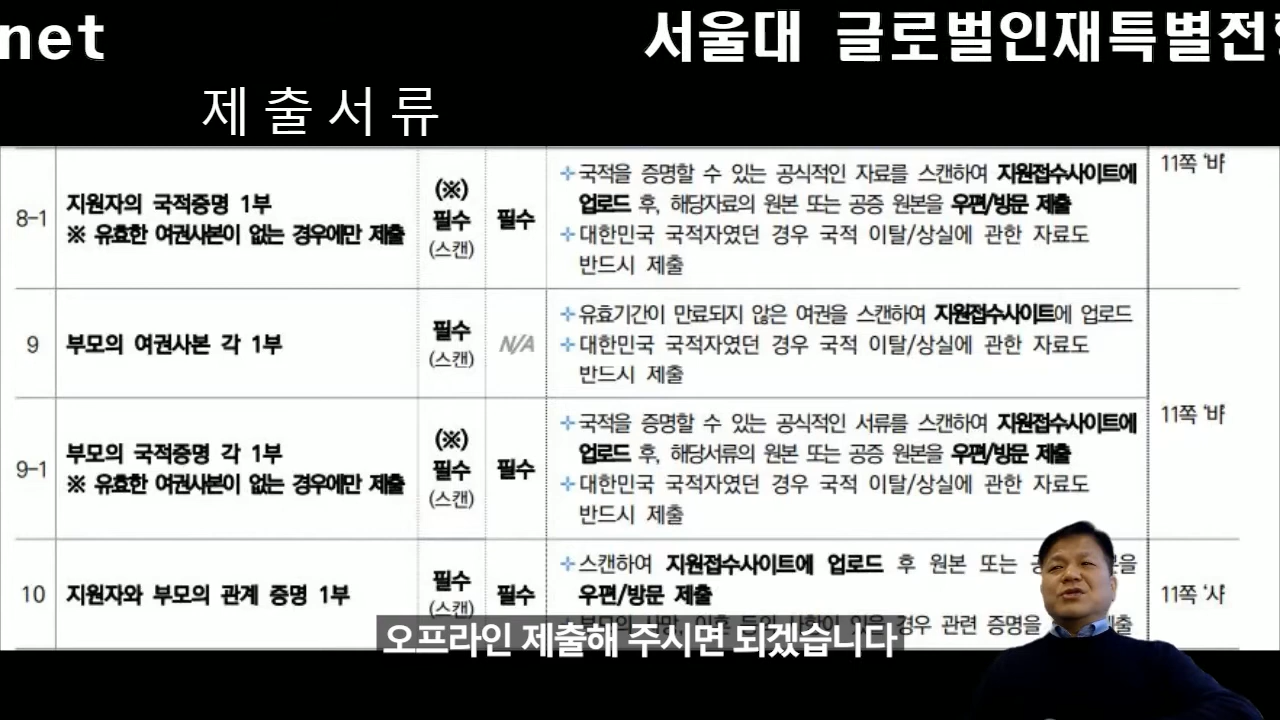 net
서울대 글로벌인재특별전형
제출서류
8-1
지원자의 국적증명 1부
※ 유효한 여권사본이 없는 경우에만 제출
(※)
필수
(스캔)
필수
국적을 증명할 수 있는 공식적인 자료를 스캔하여 지원접수사이트에
업로드 후, 해당자료의 원본 또는 공증 원본을 우편/방문 제출
대한민국 국적자였던 경우 국적 이탈/상실에 관한 자료도
반드시 제출
11쪽 '바'
9
부모의 여권사본 각 1부
필수
(스캔)
N/A
유효기간이 만료되지 않은 여권을 스캔하여 지원접수사이트에 업로드
대한민국 국적자였던 경우 국적 이탈/상실에 관한 자료도
반드시 제출
9-1
부모의 국적증명 각 1부
※ 유효한 여권사본이 없는 경우에만 제출
(※)
필수
(스캔)
필수
국적을 증명할 수 있는 공식적인 서류를 스캔하여 지원접수사이트에
업로드 후, 해당서류의 원본 또는 공증 원본을 우편/방문 제출
대한민국 국적자였던 경우 국적 이탈/상실에 관한 자료도
반드시 제출
11쪽 '바'
10
지원자와 부모의 관계 증명 1부
필수
(스캔)
필수
스캔하여 지원접수사이트에 업로드 후 원본 또는
우편/방문 제출
경우 관련 증명을
11쪽 '사'
오프라인 제출해 주시면 되겠습니다